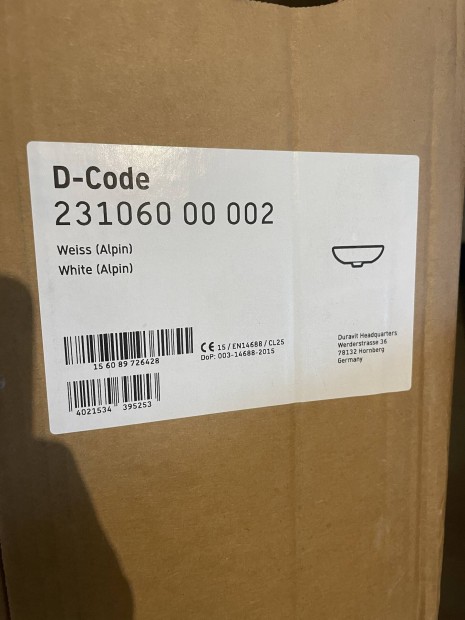 D-Code
231060 00 002
Weiss (Alpin)
White (Alpin)
15 60 89 726428
CE 15 / EN14688 / CL25
DoP: 003-14688-2015
4021534 395253
Duravit Headquarters
Werderstrasse 36
78132 Hornberg
Germany